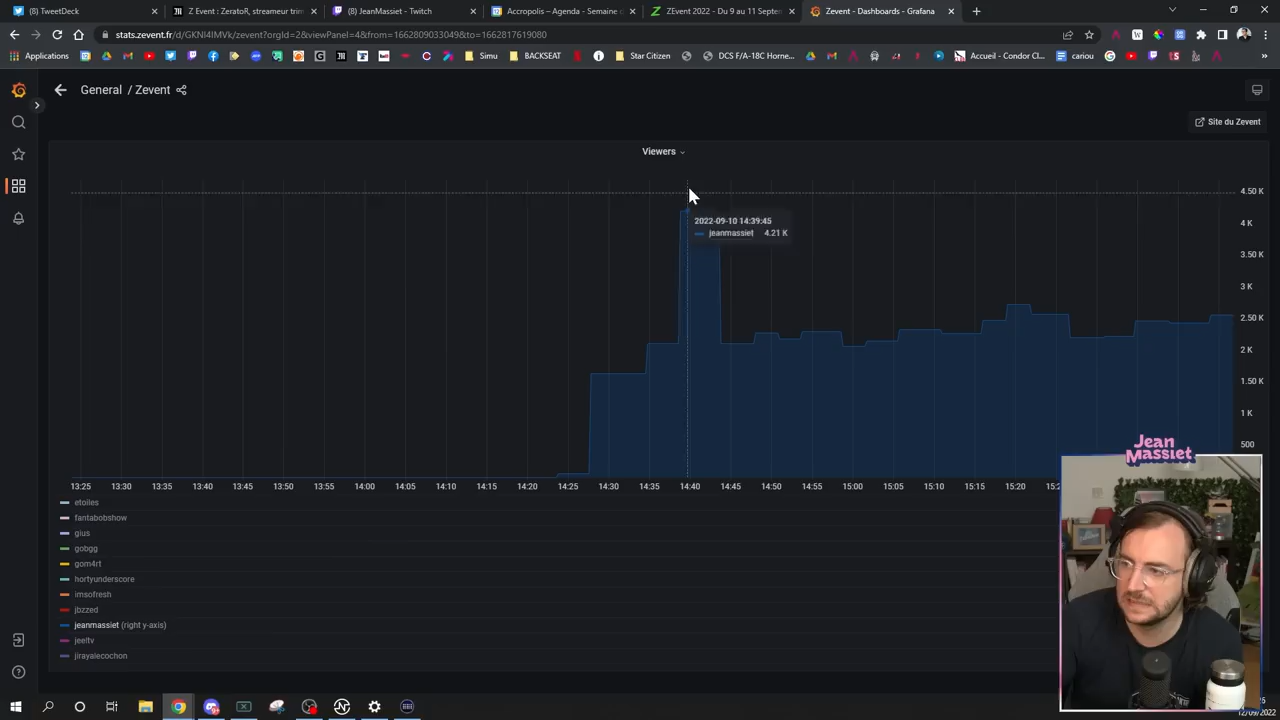 (8) TweetDeck
Z Event : ZeratoR, streameur trim
(8) JeanMassiet - Twitch
Accropolis – Agenda - Semaine d
ZEvent 2022 - Du 9 au 11 Septem
Zevent - Dashboards - Grafana
stats.zevent.fr/d/GKNI4IMVk/zevent?orgId=2&viewPanel=4&from=1662809033049&to=1662817619080
Applications
Simu
BACKSEAT
Star Citizen
DCS F/A-18C Horne...
Accueil - Condor Cl...
cariou
General / Zevent
Site du Zevent
Viewers
4.50 K
4 K
3.50 K
3 K
2.50 K
2 K
1.50 K
1 K
500
2022-09-10 14:39:45
jeanmassiet 4.21 K
13:25 13:30 13:35 13:40 13:45 13:50 13:55 14:00 14:05 14:10 14:15 14:20 14:25 14:30 14:35 14:40 14:45 14:50 14:55 15:00 15:05 15:10 15:15 15:20
etoiles
fantabobshow
gius
gobgg
gom4rt
hortyunderscore
imsofresh
jbzzed
jeanmassiet (right y-axis)
jeeltv
jirayalecochon
Jean
Massiet
12/09/2022